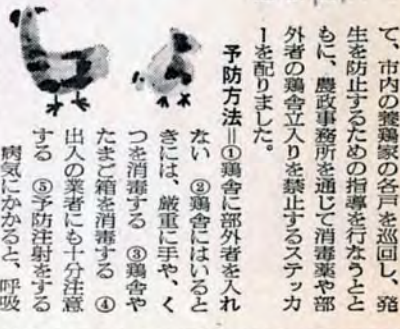 て、市内の養鶏家の各戸を巡回し、発
生を防止するための指導を行なうとと
もに、農政事務所を通じて消毒薬や部
外者の鶏舎立入りを禁止するステッカ
ーを配りました。
予防方法＝①鶏舎に部外者を入れ
ない　②鶏舎にはいると
きには、厳重に手や、く
つを消毒する　③鶏舎や
たまご箱を消毒する　④
出入の業者にも十分注意
する　⑤予防注射をする
病気にかかると、呼吸